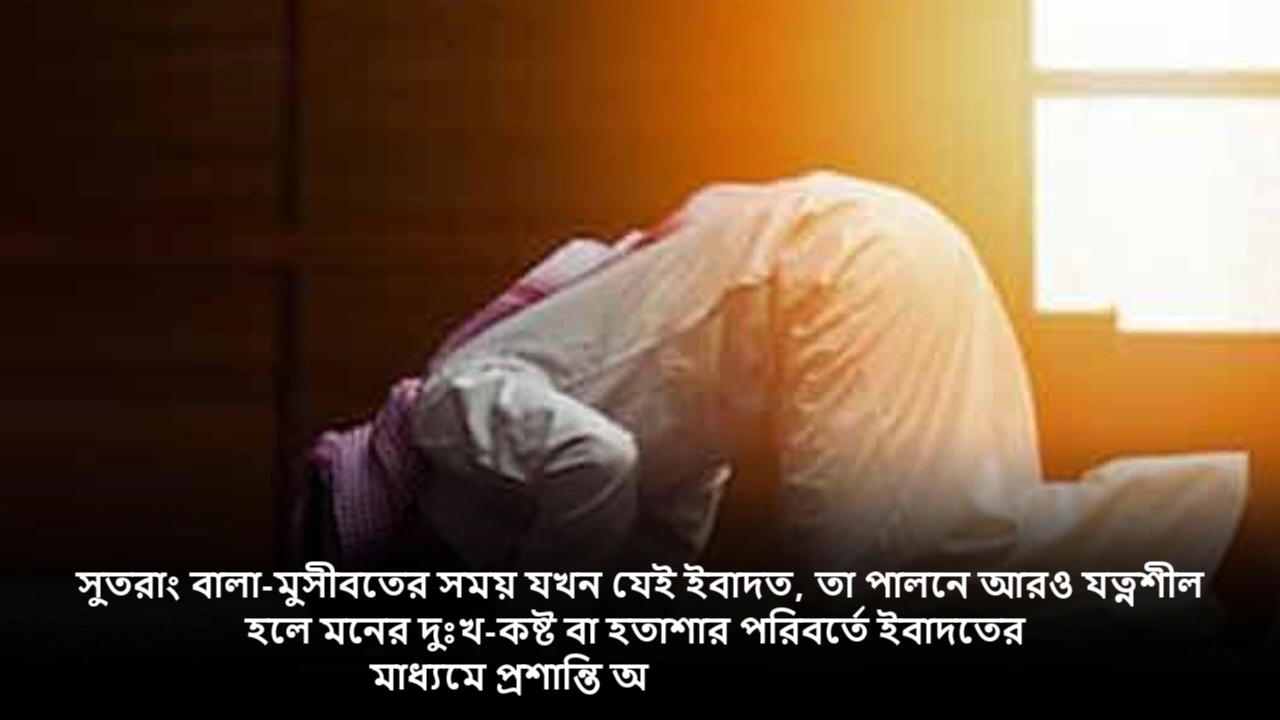 সুতরাং বালা-মুসীবতের সময় যখন যেই ইবাদত, তা পালনে আরও যত্নশীল
হলে মনের দুঃখ-কষ্ট বা হতাশার পরিবর্তে ইবাদতের
মাধ্যমে প্রশান্তি অ